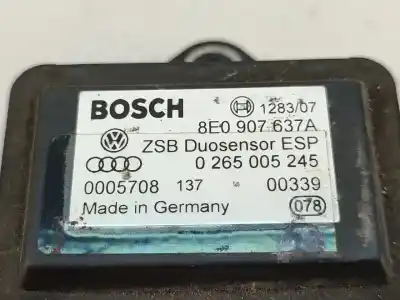 BOSCH 1283/07
8E0 907 637A
ZSB Duosensor ESP
0 265 005 245
0005708 137 00339
Made in Germany 078